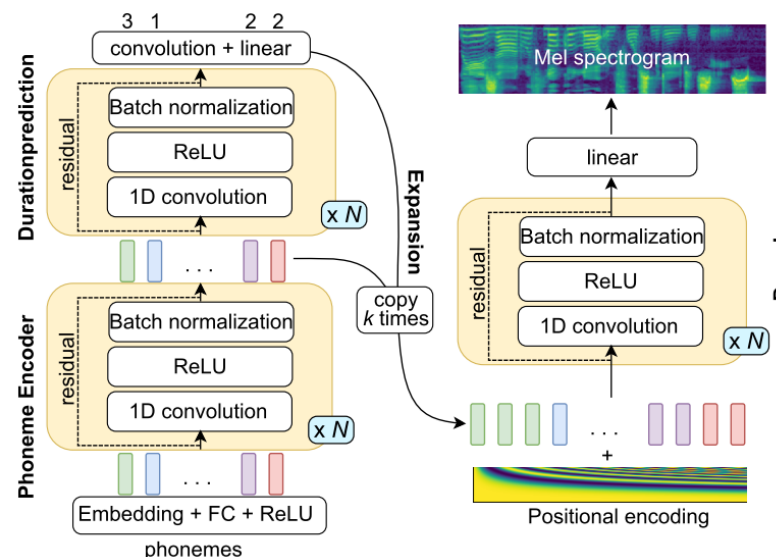 3 1 2 2
convolution + linear
Durationprediction
residual
Batch normalization
ReLU
1D convolution
x N
. . .
Phoneme Encoder
residual
Batch normalization
ReLU
1D convolution
x N
. . .
Embedding + FC + ReLU
phonemes
Expansion
copy
k times
Mel spectrogram
linear
residual
Batch normalization
ReLU
1D convolution
x N
. . .
+
Positional encoding